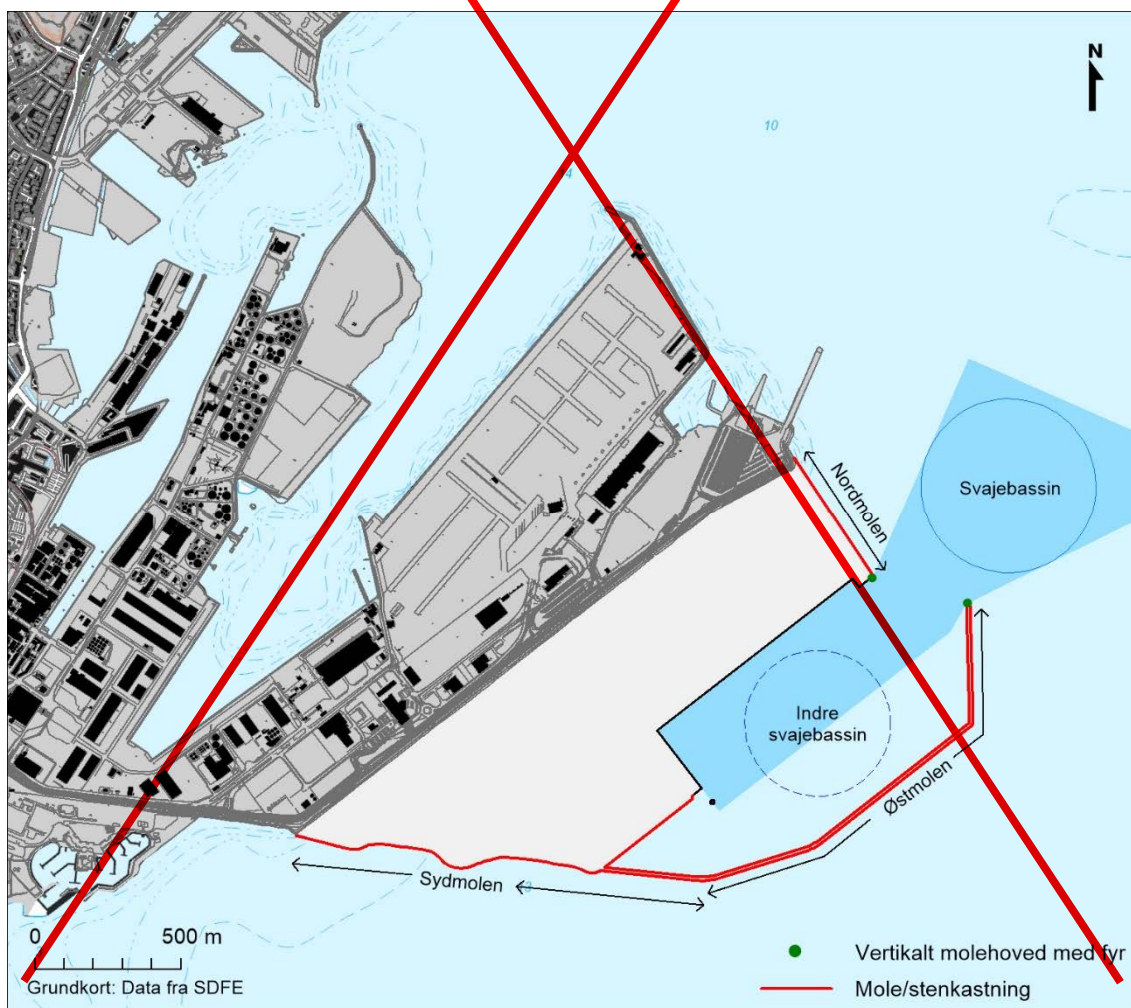 N
10
Nordmolen
Svajebassin
Indre
svajebassin
Østmolen
Sydmolen
0 500 m
Grundkort: Data fra SDFE
Vertikalt molehoved med fyr
Mole/stenkastning